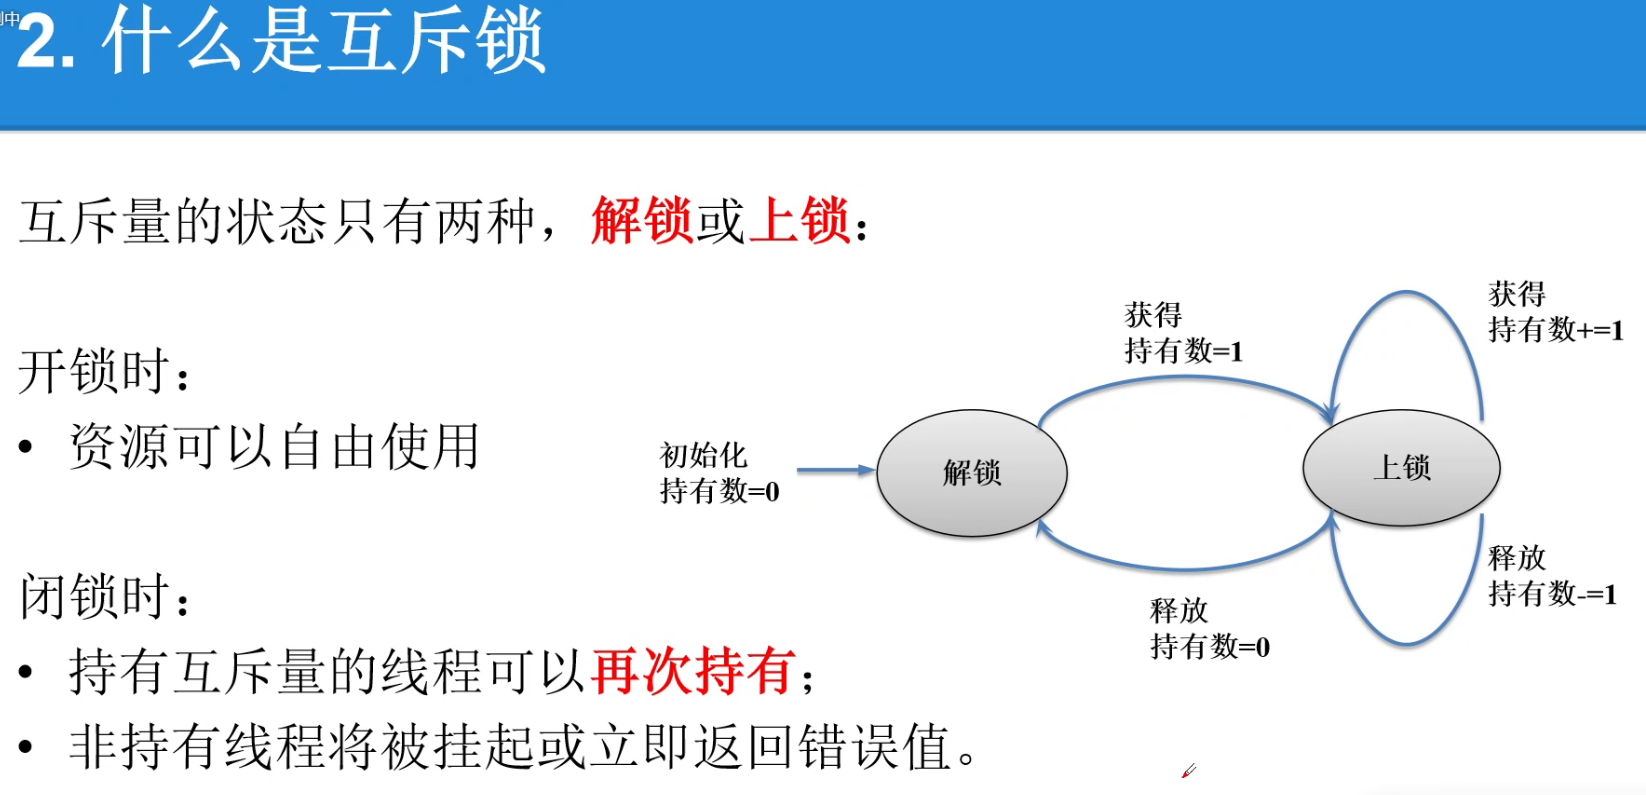 中
2. 什么是互斥锁
互斥量的状态只有两种，解锁或上锁：
开锁时：
• 资源可以自由使用
闭锁时：
• 持有互斥量的线程可以再次持有；
• 非持有线程将被挂起或立即返回错误值。
初始化
持有数=0
解锁
获得
持有数=1
上锁
获得
持有数+=1
释放
持有数=0
释放
持有数-=1